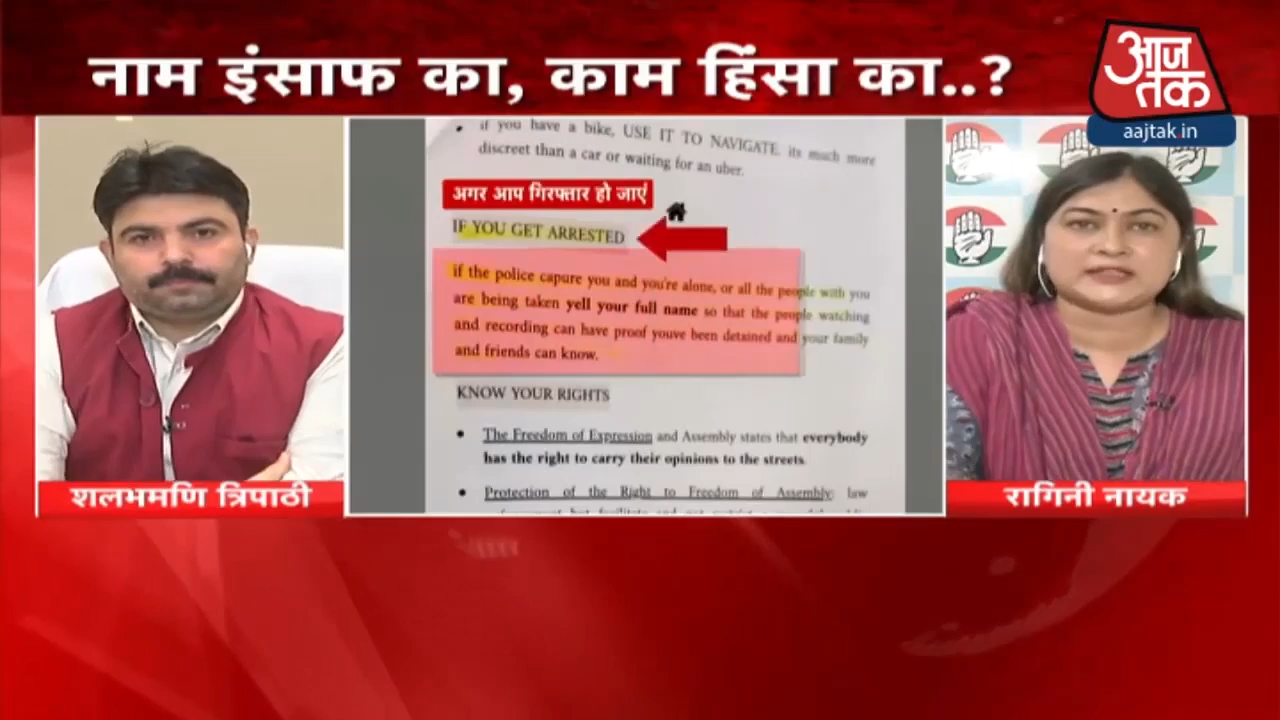 नाम इंसाफ का, काम हिंसा का..?
आज
तक
aajtak.in
if you have a bike, USE IT TO NAVIGATE. its much more
discreet than a car or waiting for an uber.
अगर आप गिरफ्तार हो जाएं
IF YOU GET ARRESTED
if the police capure you and you're alone, or all the people with you
are being taken yell your full name so that the people watching
and recording can have proof youve been detained and your family
and friends can know.
KNOW YOUR RIGHTS
• The Freedom of Expression and Assembly states that everybody
has the right to carry their opinions to the streets.
• Protection of the Right to Freedom of Assembly: law
शलभमणि त्रिपाठी
रागिनी नायक